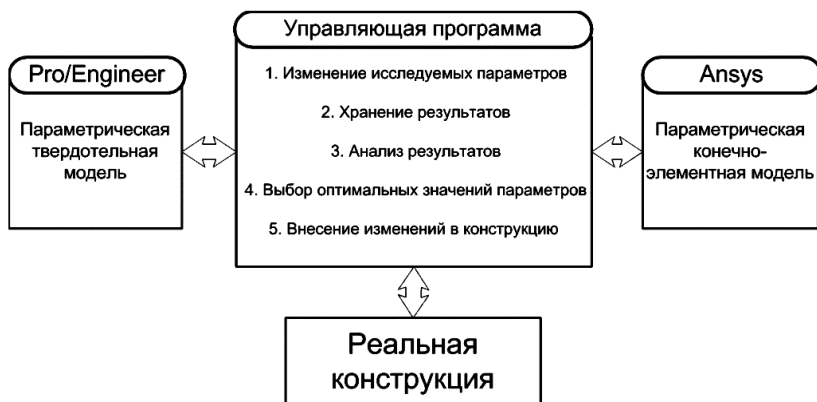 Управляющая программа
Pro/Engineer
Параметрическая
твердотельная
модель
1. Изменение исследуемых параметров
2. Хранение результатов
3. Анализ результатов
4. Выбор оптимальных значений параметров
5. Внесение изменений в конструкцию
Ansys
Параметрическая
конечно-
элементная модель
Реальная
конструкция